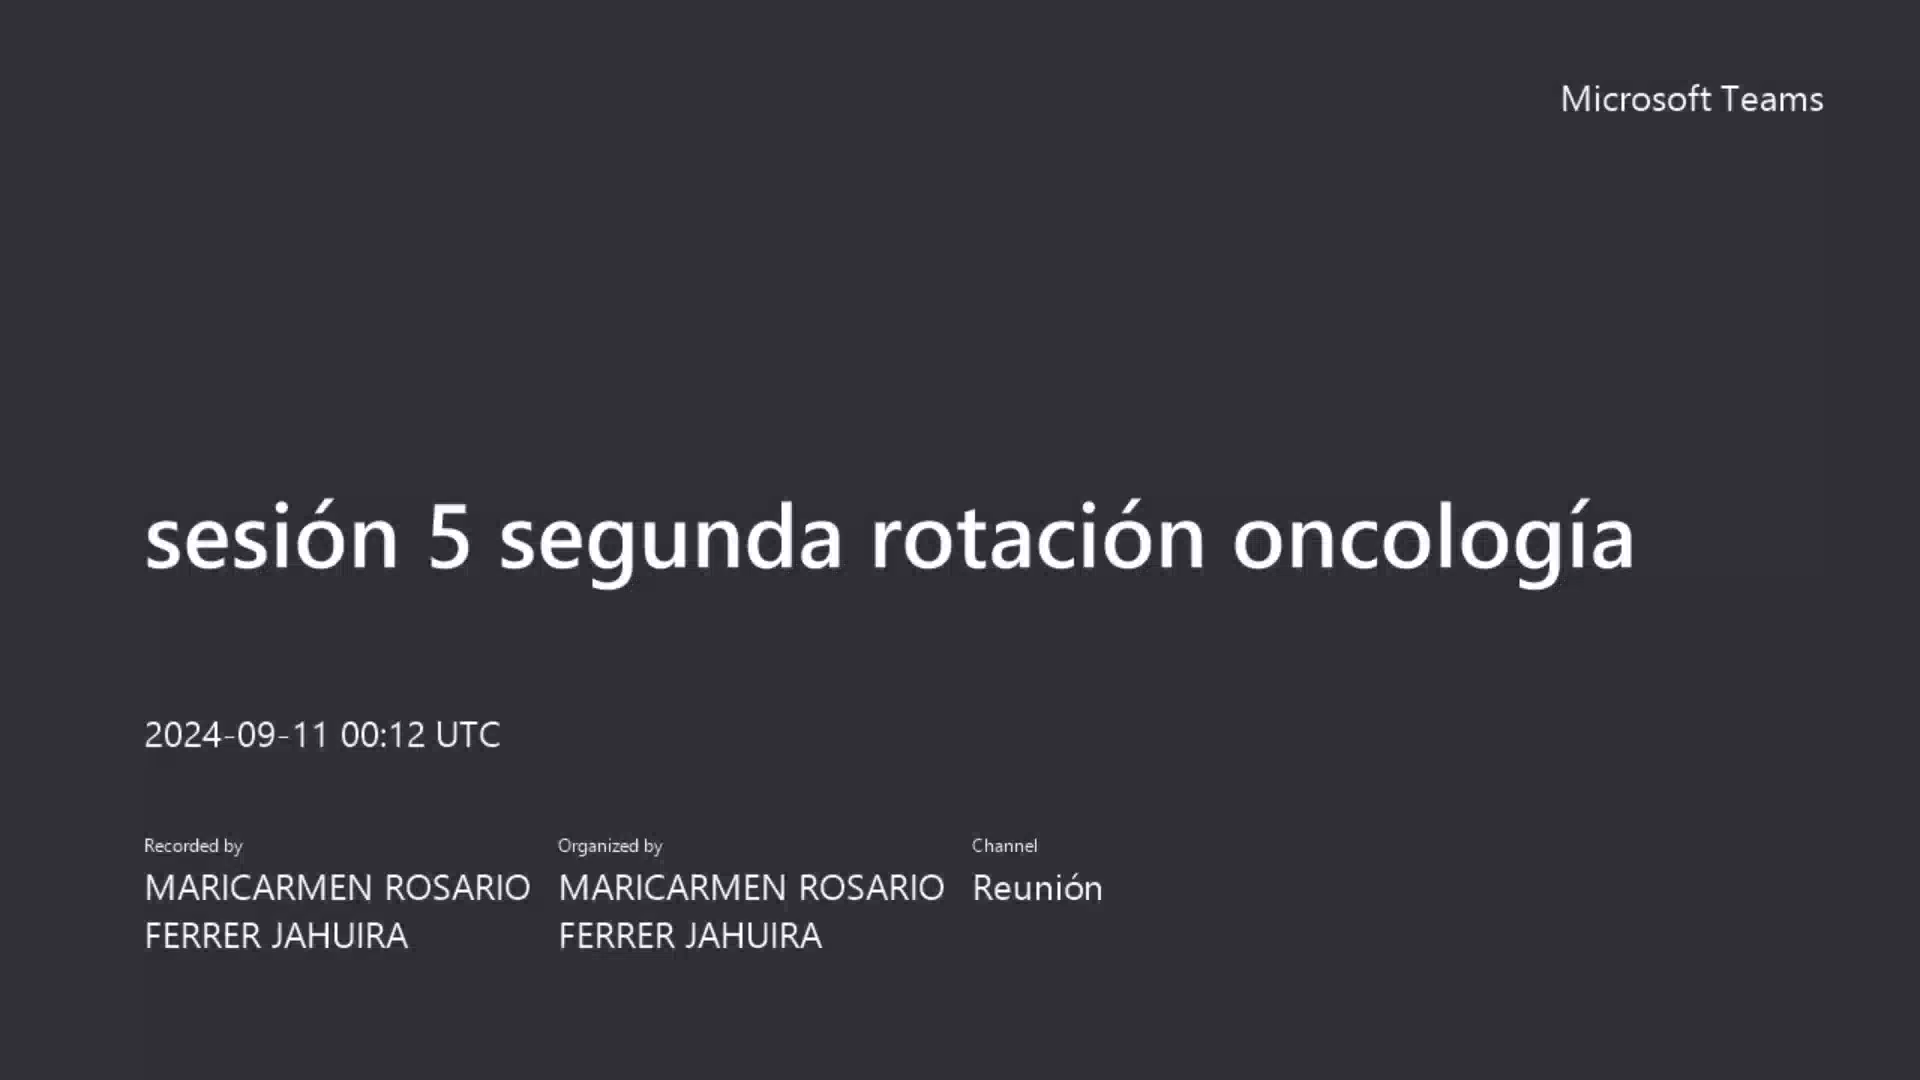 Microsoft Teams
sesión 5 segunda rotación oncología
2024-09-11 00:12 UTC
Recorded by
MARICARMEN ROSARIO
FERRER JAHUIRA
Organized by
MARICARMEN ROSARIO
FERRER JAHUIRA
Channel
Reunión